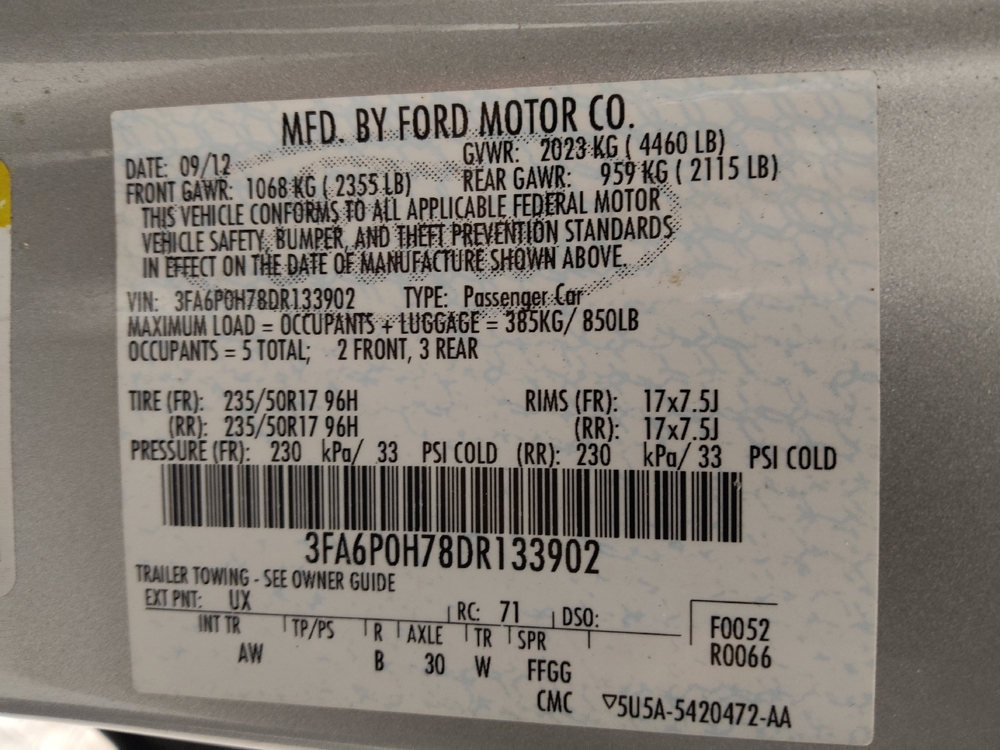 MFD. BY FORD MOTOR CO.
DATE: 09/12 GVWR: 2023 KG ( 4460 LB)
FRONT GAWR: 1068 KG ( 2355 LB) REAR GAWR: 959 KG ( 2115 LB)
THIS VEHICLE CONFORMS TO ALL APPLICABLE FEDERAL MOTOR
VEHICLE SAFETY, BUMPER, AND THEFT PREVENTION STANDARDS
IN EFFECT ON THE DATE OF MANUFACTURE SHOWN ABOVE.
VIN: 3FA6P0H78DR133902 TYPE: Passenger Car
MAXIMUM LOAD = OCCUPANTS + LUGGAGE = 385KG/ 850LB
OCCUPANTS = 5 TOTAL; 2 FRONT, 3 REAR
TIRE (FR): 235/50R17 96H RIMS (FR): 17x7.5J
(RR): 235/50R17 96H (RR): 17x7.5J
PRESSURE (FR): 230 kPa/ 33 PSI COLD (RR): 230 kPa/ 33 PSI COLD
3FA6P0H78DR133902
TRAILER TOWING - SEE OWNER GUIDE
EXT PNT: UX RC: 71 DSO:
INT TR TP/PS R AXLE TR SPR F0052
AW B 30 W FFGG R0066
CMC ▽5U5A-5420472-AA